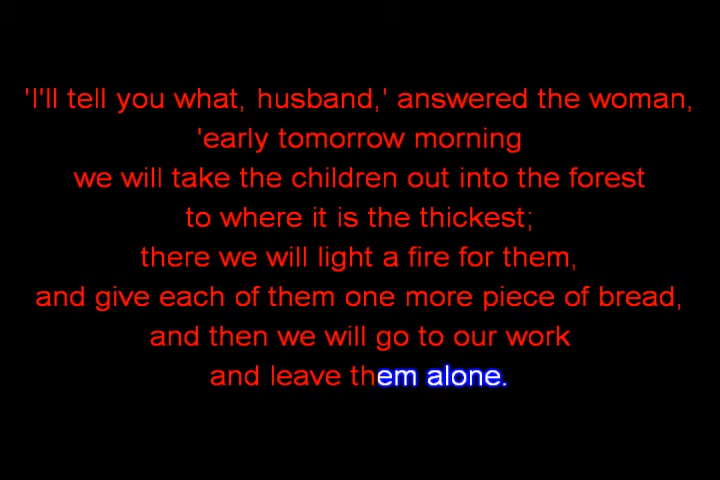 'I'll tell you what, husband,' answered the woman,
'early tomorrow morning
we will take the children out into the forest
to where it is the thickest;
there we will light a fire for them,
and give each of them one more piece of bread,
and then we will go to our work
and leave them alone.